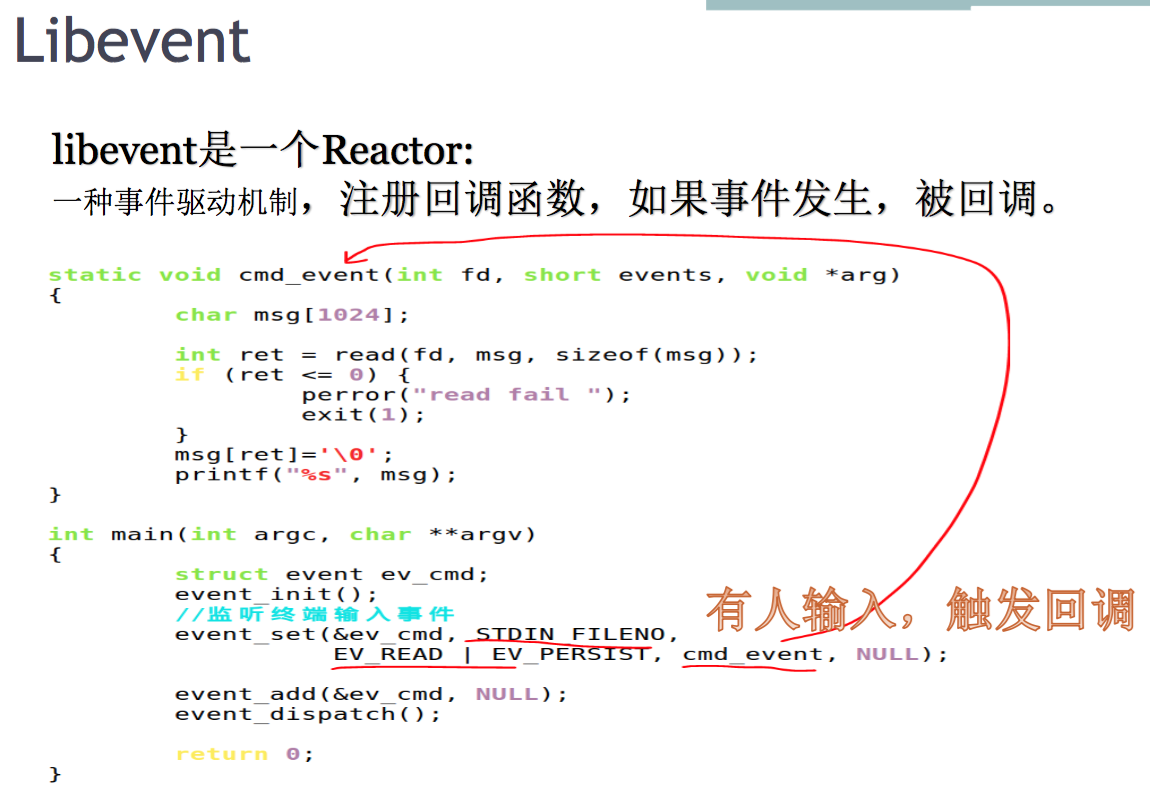 Libevent
libevent是一个Reactor:
一种事件驱动机制，注册回调函数，如果事件发生，被回调。
static void cmd_event(int fd, short events, void *arg)
{
char msg[1024];
int ret = read(fd, msg, sizeof(msg));
if (ret <= 0) {
perror("read fail ");
exit(1);
}
msg[ret]='\0';
printf("%s", msg);
}
int main(int argc, char **argv)
{
struct event ev_cmd;
event_init();
//监听终端输入事件
event_set(&ev_cmd, STDIN_FILENO,
EV_READ | EV_PERSIST, cmd_event, NULL);
有人输入，触发回调
event_add(&ev_cmd, NULL);
event_dispatch();
return 0;
}